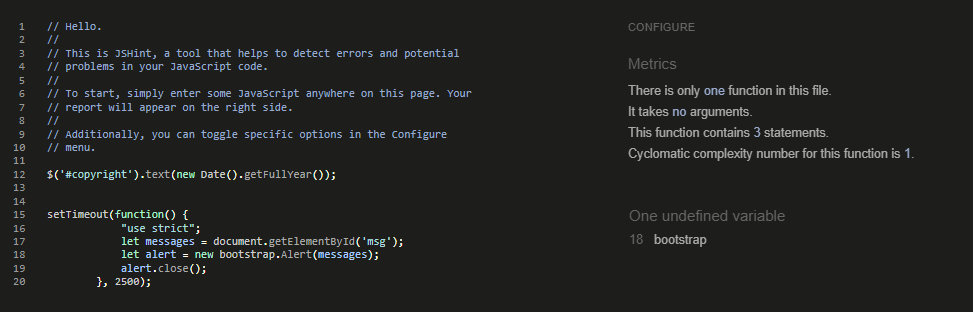 1 // Hello.
2 //
3 // This is JSHint, a tool that helps to detect errors and potential
4 // problems in your JavaScript code.
5 //
6 // To start, simply enter some JavaScript anywhere on this page. Your
7 // report will appear on the right side.
8 //
9 // Additionally, you can toggle specific options in the Configure
10 // menu.
11
12 $('#copyright').text(new Date().getFullYear());
13
14
15 setTimeout(function() {
16 "use strict";
17 let messages = document.getElementById('msg');
18 let alert = new bootstrap.Alert(messages);
19 alert.close();
20 }, 2500);
CONFIGURE
Metrics
There is only one function in this file.
It takes no arguments.
This function contains 3 statements.
Cyclomatic complexity number for this function is 1.
One undefined variable
18 bootstrap